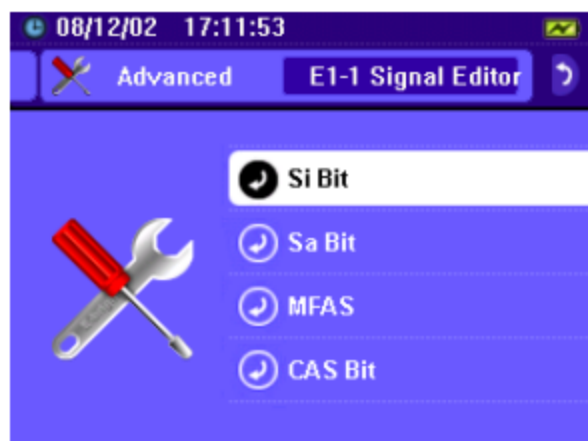 08/12/02 17:11:53
Advanced E1-1 Signal Editor
Si Bit
Sa Bit
MFAS
CAS Bit